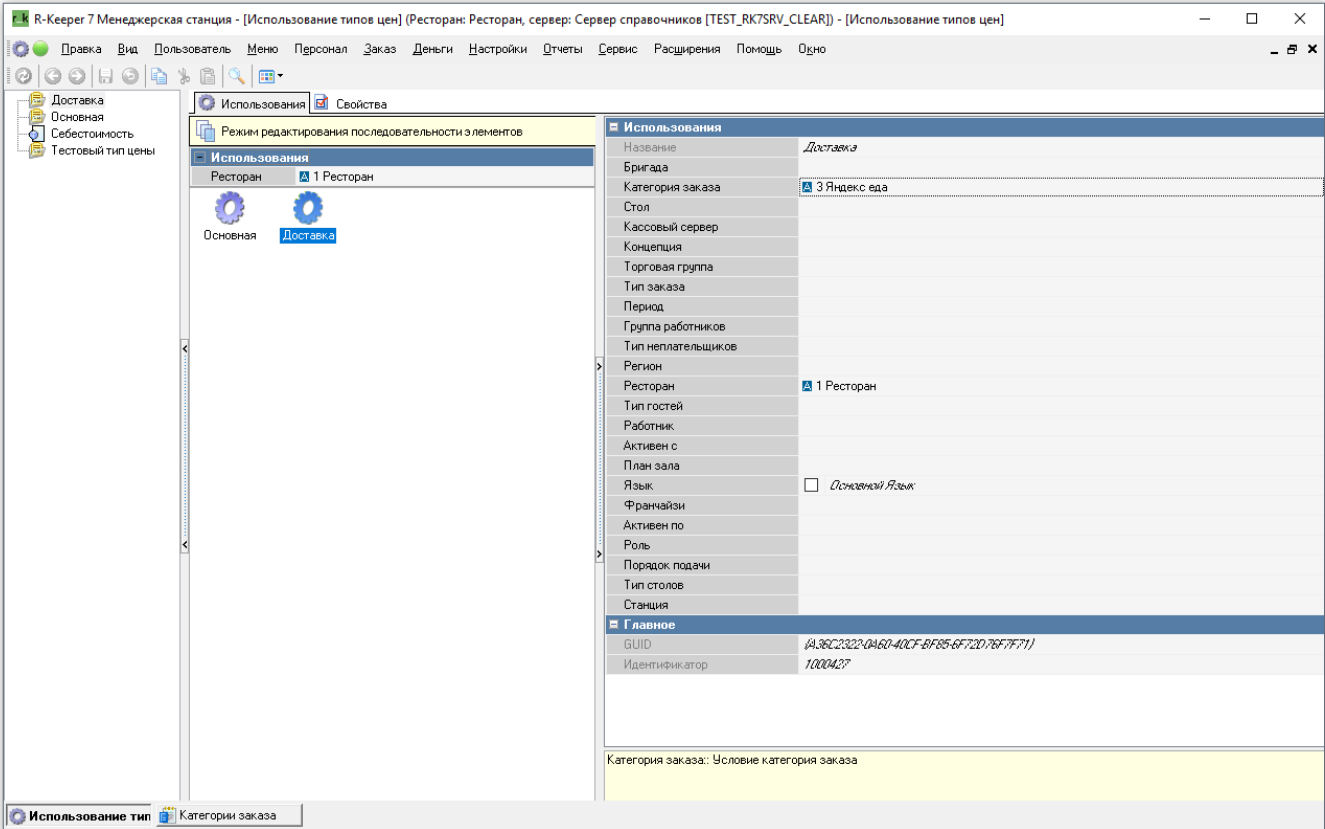 R-Keeper 7 Менеджерская станция - [Использование типов цен] (Ресторан: Ресторан, сервер: Сервер справочников [TEST_RK7SRV_CLEAR]) - [Использование типов цен]
Правка Вид Пользователь Меню Персонал Заказ Деньги Настройки Отчеты Сервис Расширения Помощь Окно
Доставка
Основная
Себестоимость
Тестовый тип цены
Использования Свойства
Режим редактирования последовательности элементов
Использования
Ресторан 1 Ресторан
Основная Доставка
Использования
Название Доставка
Бригада
Категория заказа 3 Яндекс еда
Стол
Кассовый сервер
Концепция
Торговая группа
Тип заказа
Период
Группа работников
Тип неплательщиков
Регион
Ресторан 1 Ресторан
Тип гостей
Работник
Активен с
План зала
Язык Основной Язык
Франчайзи
Активен по
Роль
Порядок подачи
Тип столов
Станция
Главное
GUID {A36C2322-0A60-40CF-BF85-6F72D76F7F71}
Идентификатор 1000427
Категория заказа:: Условие категория заказа
Использование тип Категории заказа